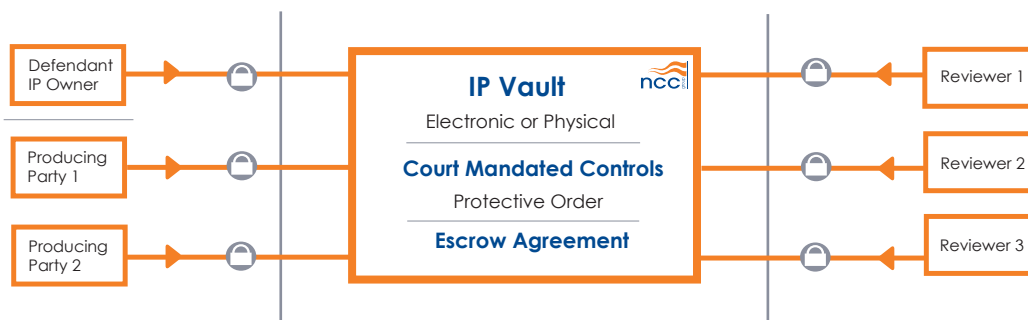 Defendant
IP Owner
Producing
Party 1
Producing
Party 2
IP Vault
ncc
Electronic or Physical
Court Mandated Controls
Protective Order
Escrow Agreement
Reviewer 1
Reviewer 2
Reviewer 3